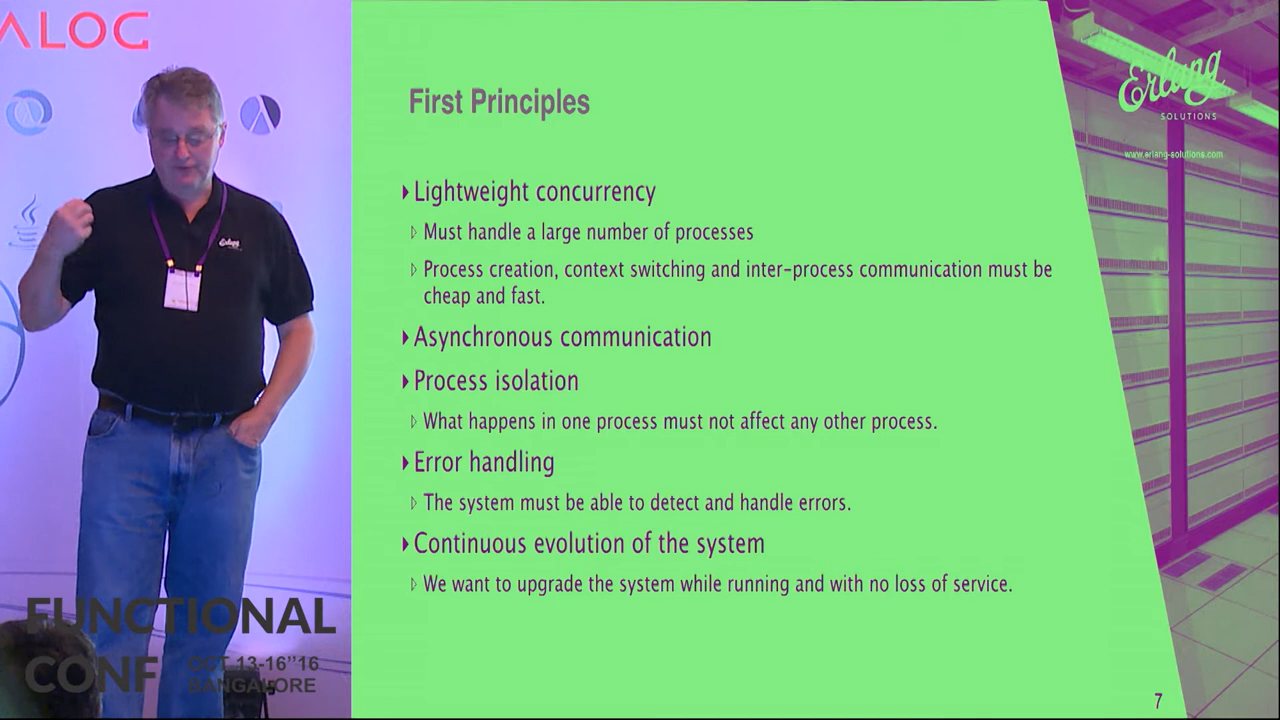 ALOG
First Principles
Lightweight concurrency
Must handle a large number of processes
Process creation, context switching and inter-process communication must be
cheap and fast.
Asynchronous communication
Process isolation
What happens in one process must not affect any other process.
Error handling
The system must be able to detect and handle errors.
Continuous evolution of the system
We want to upgrade the system while running and with no loss of service.
7
Erlang
SOLUTIONS
www.erlang-solutions.com
Erlang
FUNCTIONAL
CONF
OCT 13-16"16
BANGALORE